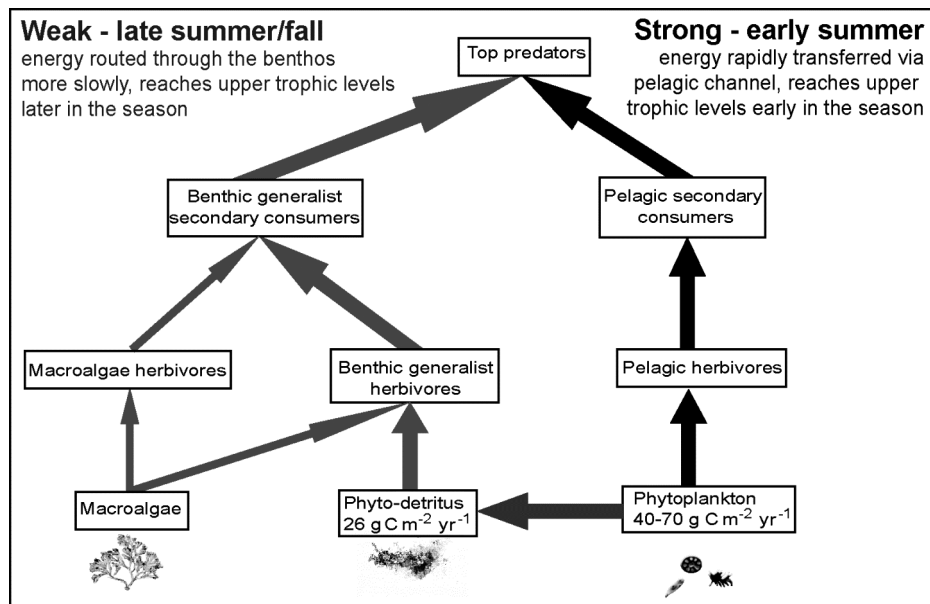 Weak - late summer/fall
energy routed through the benthos
more slowly, reaches upper trophic levels
later in the season
Strong - early summer
energy rapidly transferred via
pelagic channel, reaches upper
trophic levels early in the season
Top predators
Benthic generalist
secondary consumers
Pelagic secondary
consumers
Macroalgae herbivores
Benthic generalist
herbivores
Pelagic herbivores
Macroalgae
Phyto-detritus
26 g C m⁻² yr⁻¹
Phytoplankton
40-70 g C m⁻² yr⁻¹